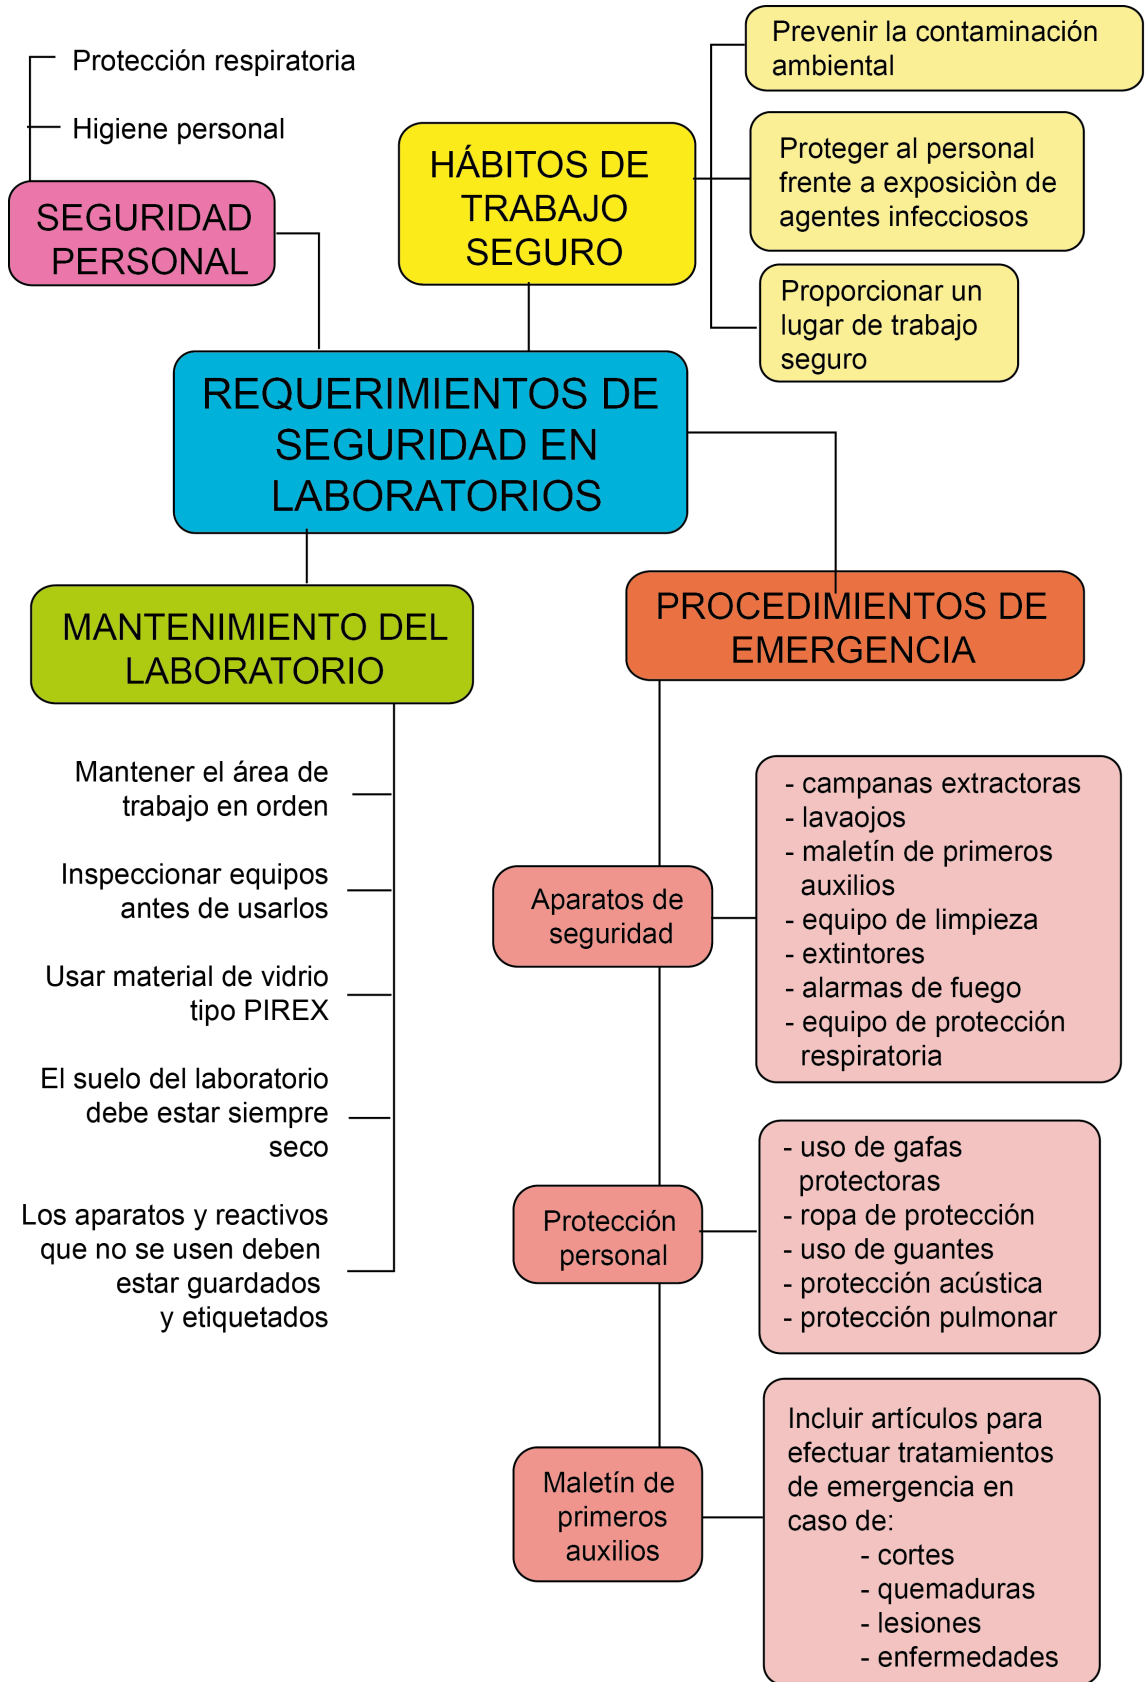 Protección respiratoria
Higiene personal
SEGURIDAD
PERSONAL
HÁBITOS DE
TRABAJO
SEGURO
Prevenir la contaminación
ambiental
Proteger al personal
frente a exposiciòn de
agentes infecciosos
Proporcionar un
lugar de trabajo
seguro
REQUERIMIENTOS DE
SEGURIDAD EN
LABORATORIOS
MANTENIMIENTO DEL
LABORATORIO
Mantener el área de
trabajo en orden
Inspeccionar equipos
antes de usarlos
Usar material de vidrio
tipo PIREX
El suelo del laboratorio
debe estar siempre
seco
Los aparatos y reactivos
que no se usen deben
estar guardados
y etiquetados
PROCEDIMIENTOS DE
EMERGENCIA
Aparatos de
seguridad
- campanas extractoras
- lavaojos
- maletín de primeros
auxilios
- equipo de limpieza
- extintores
- alarmas de fuego
- equipo de protección
respiratoria
Protección
personal
- uso de gafas
protectoras
- ropa de protección
- uso de guantes
- protección acústica
- protección pulmonar
Maletín de
primeros
auxilios
Incluir artículos para
efectuar tratamientos
de emergencia en
caso de:
- cortes
- quemaduras
- lesiones
- enfermedades